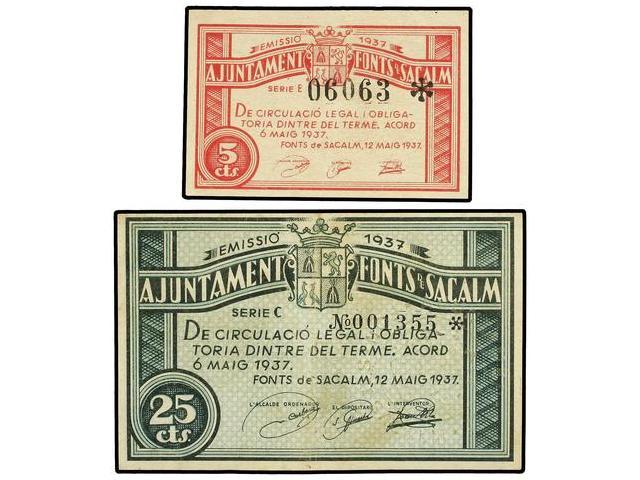 EMISSIÓ 1937
AJUNTAMENT FONTS DE SACALM
SERIE E 06063 *
DE CIRCULACIÓ LEGAL I OBLIGA-
TORIA DINTRE DEL TERME. ACORD
6 MAIG 1937.
FONTS de SACALM, 12 MAIG 1937.
5
cts.
EMISSIÓ 1937
AJUNTAMENT FONTS DE SACALM
SERIE C No 001355 *
DE CIRCULACIÓ LEGAL I OBLIGA-
TORIA DINTRE DEL TERME. ACORD
6 MAIG 1937.
FONTS de SACALM, 12 MAIG 1937.
25
cts.
L'ALCALDE ORDENADOR EL DIPOSITARI L'INTERVENTOR